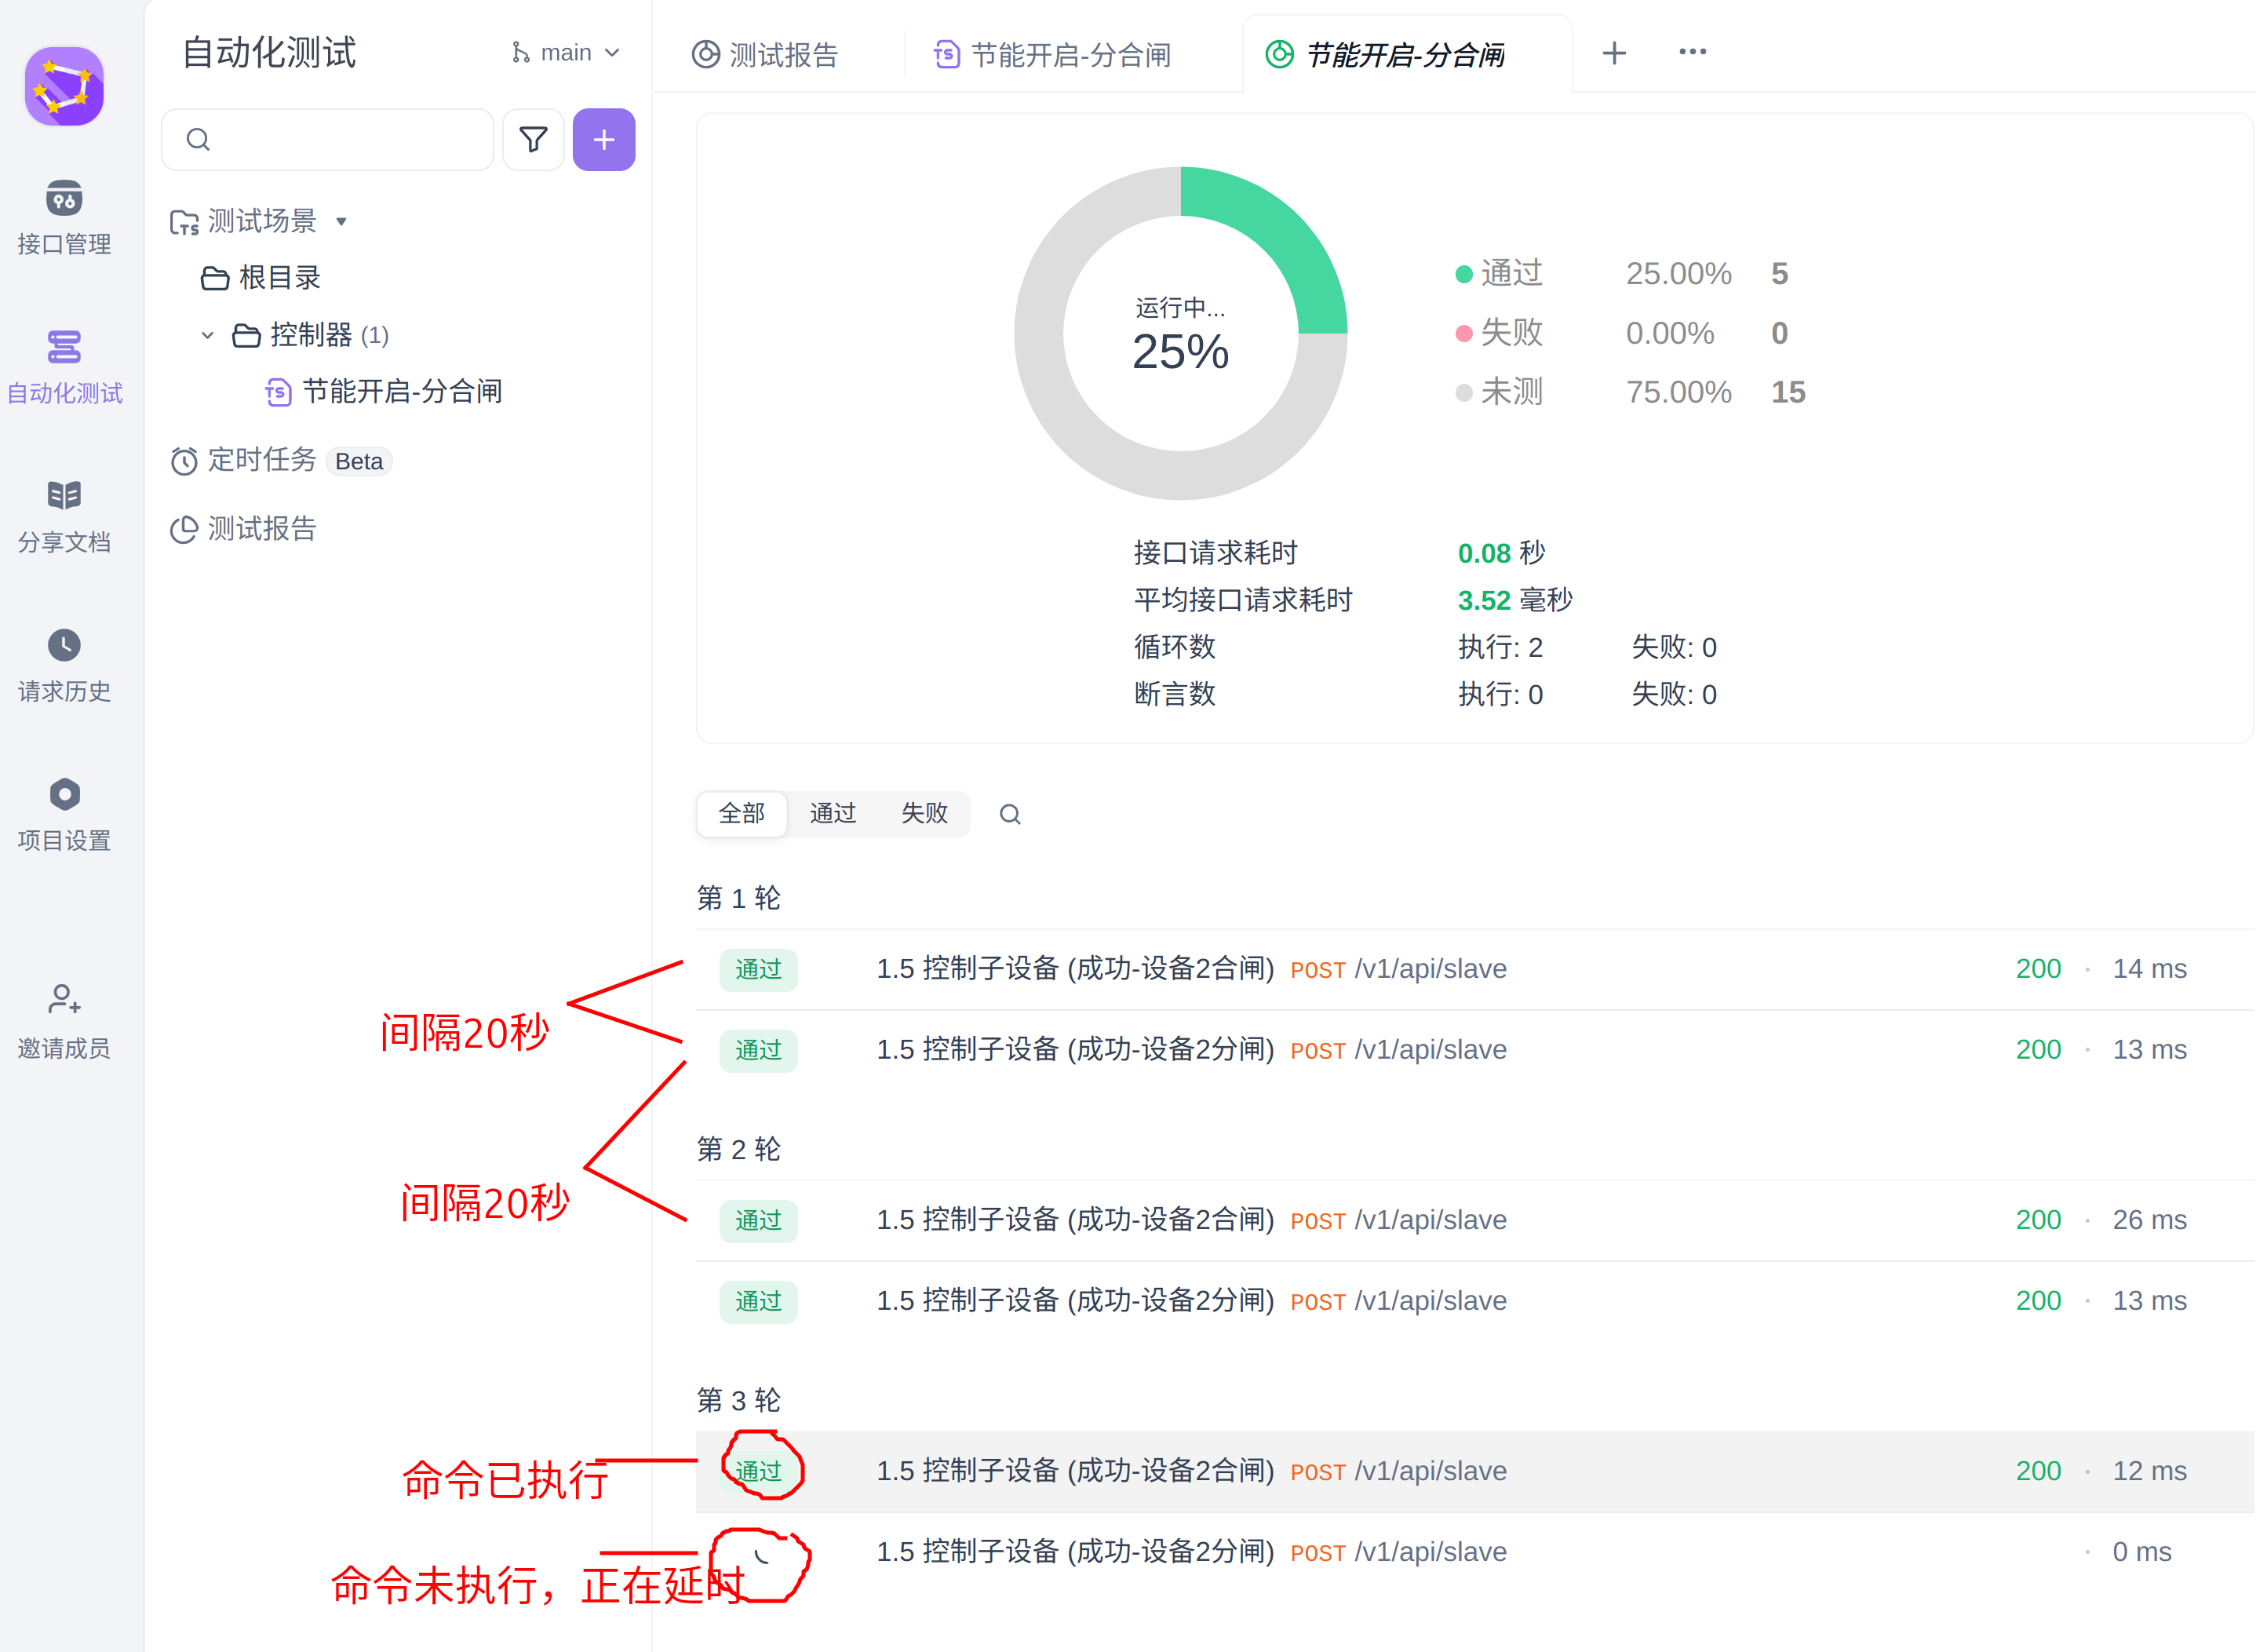 自动化测试
main
测试报告
节能开启-分合闸
节能开启-分合闸
接口管理
自动化测试
分享文档
请求历史
项目设置
邀请成员
测试场景
根目录
控制器 (1)
节能开启-分合闸
定时任务 Beta
测试报告
运行中...
25%
通过 25.00% 5
失败 0.00% 0
未测 75.00% 15
接口请求耗时 0.08 秒
平均接口请求耗时 3.52 毫秒
循环数 执行: 2 失败: 0
断言数 执行: 0 失败: 0
全部 通过 失败
第 1 轮
通过 1.5 控制子设备 (成功-设备2合闸) POST /v1/api/slave 200 · 14 ms
间隔20秒
通过 1.5 控制子设备 (成功-设备2分闸) POST /v1/api/slave 200 · 13 ms
第 2 轮
间隔20秒
通过 1.5 控制子设备 (成功-设备2合闸) POST /v1/api/slave 200 · 26 ms
通过 1.5 控制子设备 (成功-设备2分闸) POST /v1/api/slave 200 · 13 ms
第 3 轮
命令已执行
通过 1.5 控制子设备 (成功-设备2合闸) POST /v1/api/slave 200 · 12 ms
1.5 控制子设备 (成功-设备2分闸) POST /v1/api/slave · 0 ms
命令未执行，正在延时